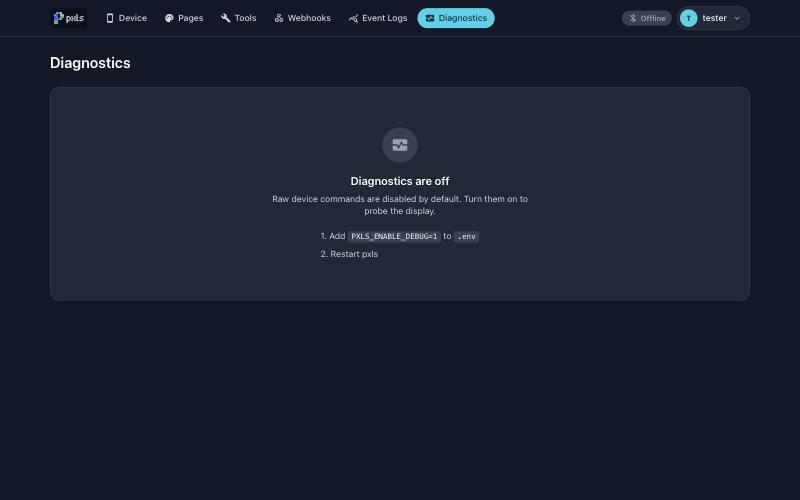 pxls
Device
Pages
Tools
Webhooks
Event Logs
Diagnostics
Offline
T
tester
Diagnostics
Diagnostics are off
Raw device commands are disabled by default. Turn them on to
probe the display.
1. Add PXLS_ENABLE_DEBUG=1 to .env
2. Restart pxls